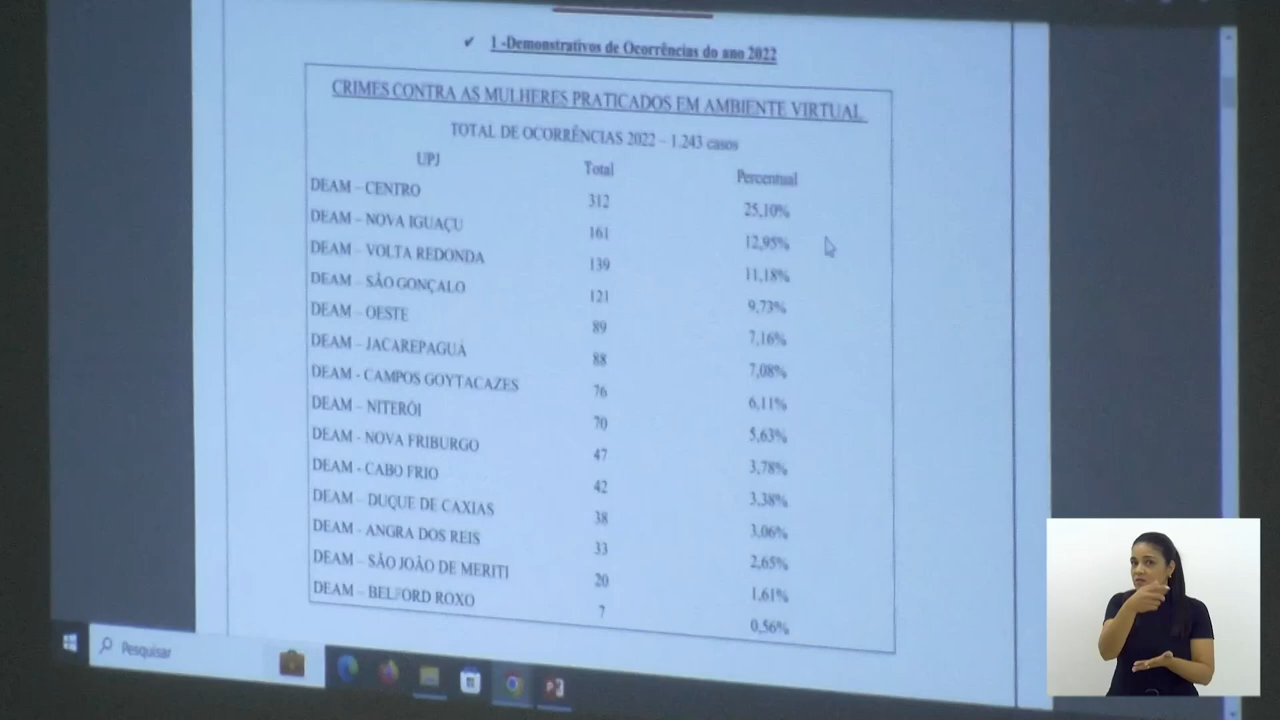 ✓ 1 -Demonstrativos de Ocorrências do ano 2022
CRIMES CONTRA AS MULHERES PRATICADOS EM AMBIENTE VIRTUAL
TOTAL DE OCORRÊNCIAS 2022 – 1.243 casos
UPJ Total Percentual
DEAM – CENTRO 312 25,10%
DEAM – NOVA IGUAÇU 161 12,95%
DEAM – VOLTA REDONDA 139 11,18%
DEAM – SÃO GONÇALO 121 9,73%
DEAM – OESTE 89 7,16%
DEAM – JACAREPAGUÁ 88 7,08%
DEAM - CAMPOS GOYTACAZES 76 6,11%
DEAM – NITERÓI 70 5,63%
DEAM - NOVA FRIBURGO 47 3,78%
DEAM - CABO FRIO 42 3,38%
DEAM – DUQUE DE CAXIAS 38 3,06%
DEAM - ANGRA DOS REIS 33 2,65%
DEAM – SÃO JOÃO DE MERITI 20 1,61%
DEAM – BELFORD ROXO 7 0,56%
Pesquisar